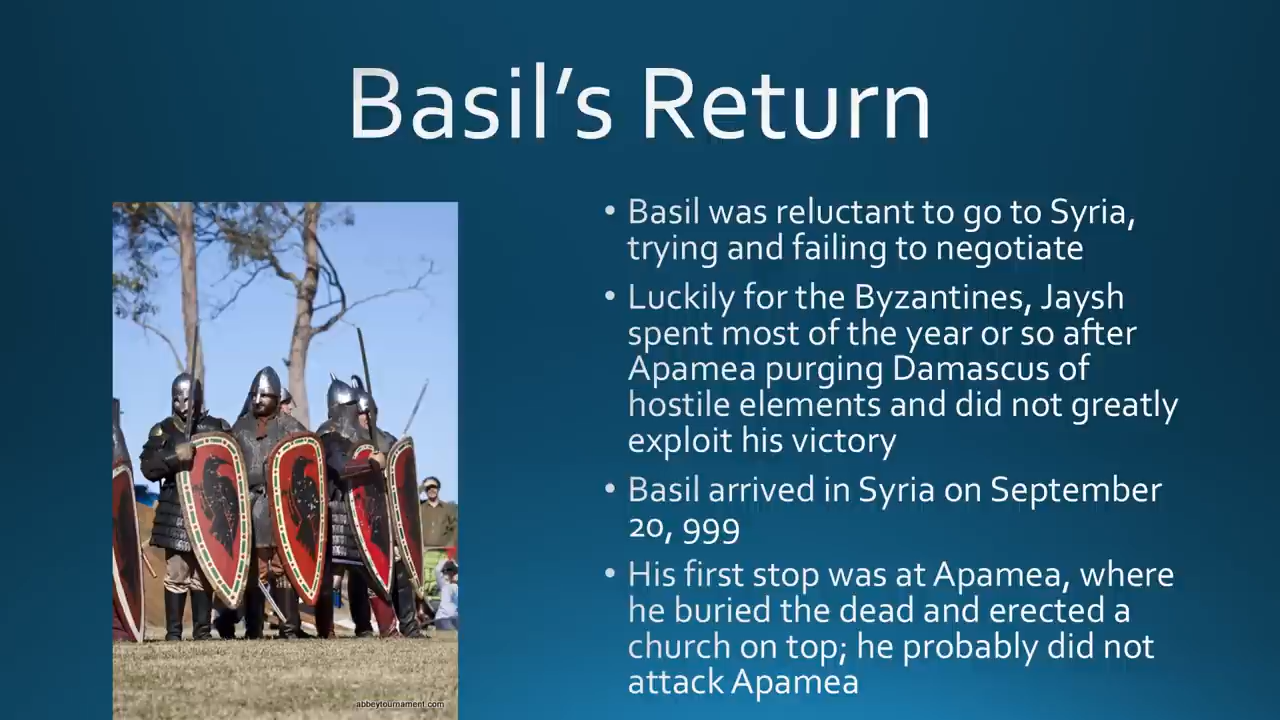 Basil's Return
• Basil was reluctant to go to Syria,
trying and failing to negotiate
• Luckily for the Byzantines, Jaysh
spent most of the year or so after
Apamea purging Damascus of
hostile elements and did not greatly
exploit his victory
• Basil arrived in Syria on September
20, 999
• His first stop was at Apamea, where
he buried the dead and erected a
church on top; he probably did not
attack Apamea
abbeytournament.com